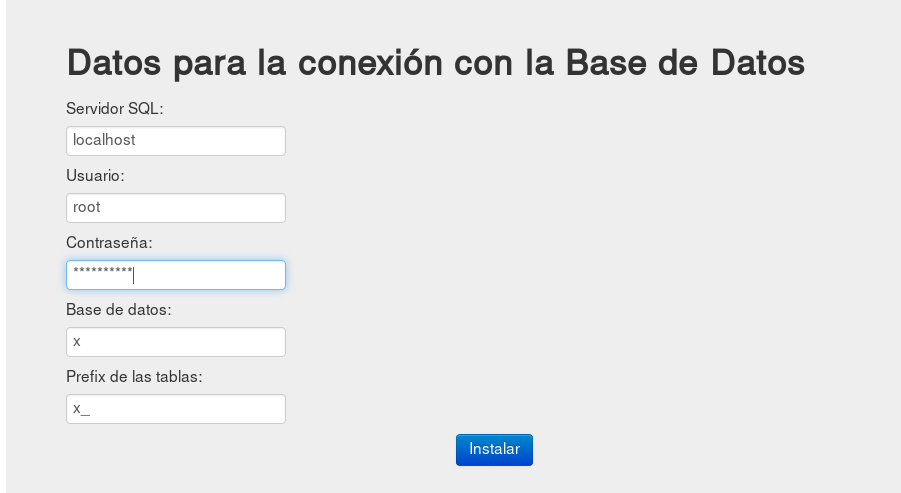 Datos para la conexión con la Base de Datos
Servidor SQL:
localhost
Usuario:
root
Contraseña:
**********
Base de datos:
x
Prefix de las tablas:
x_
Instalar